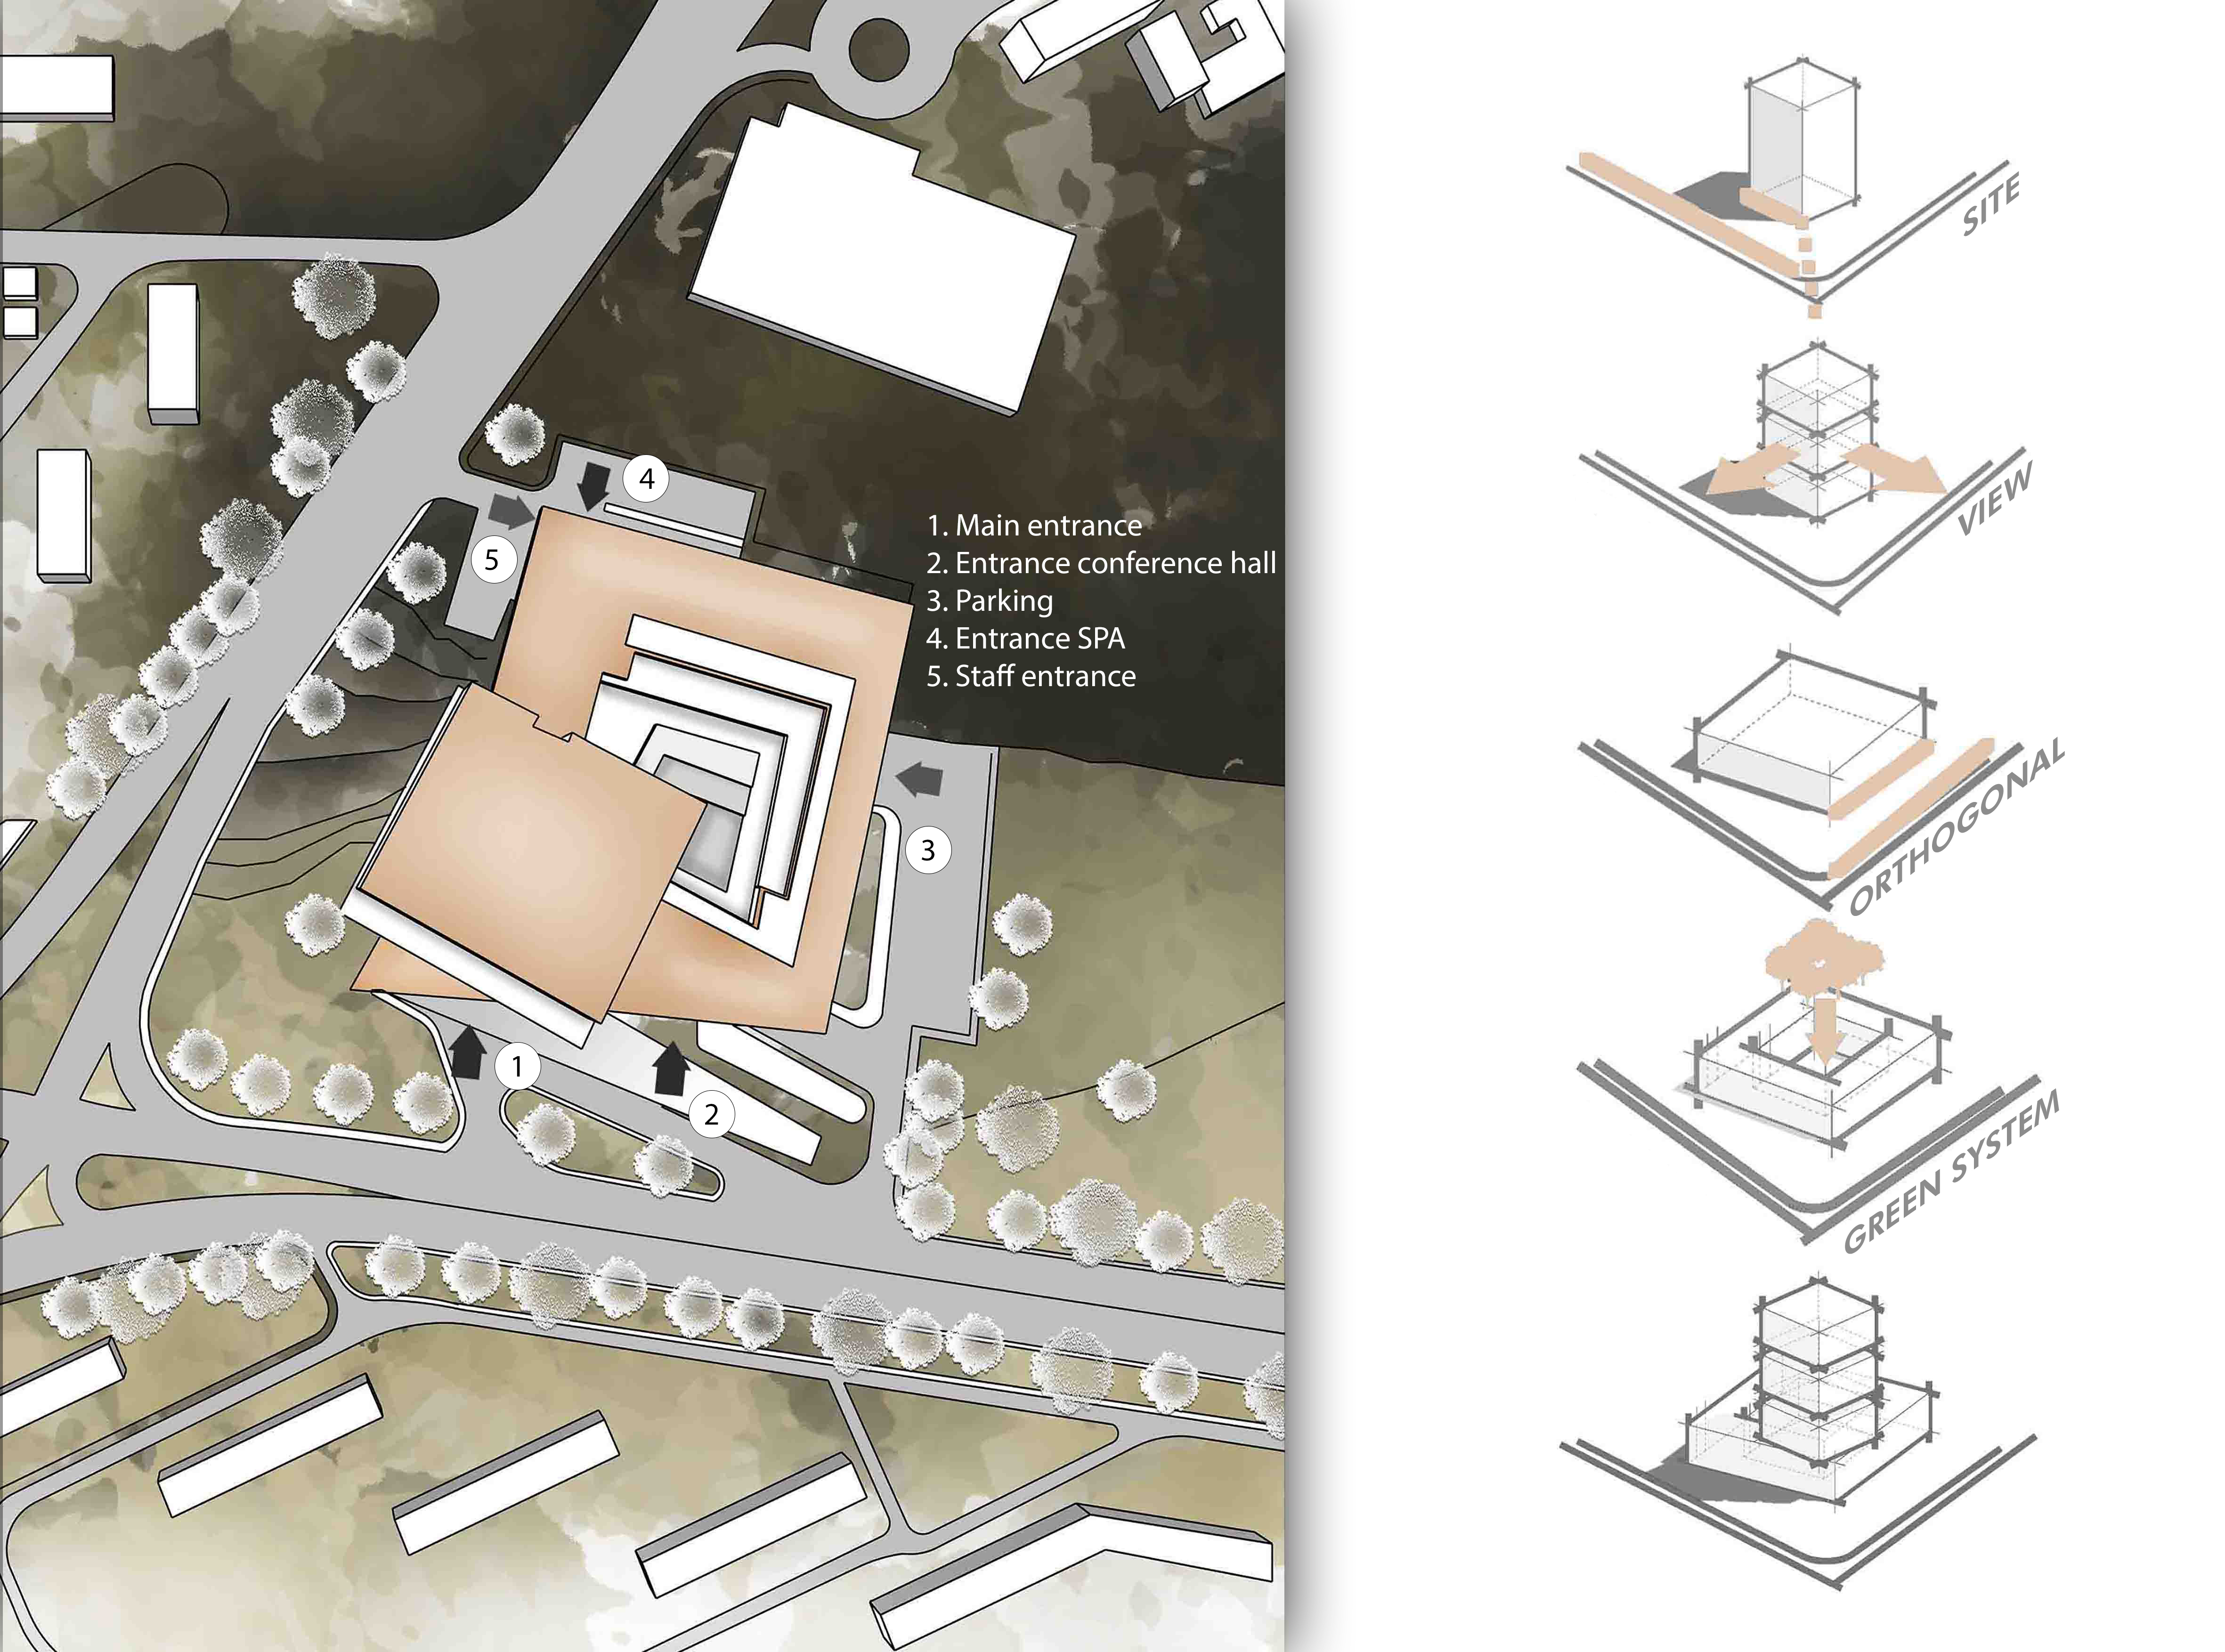 4
5
1. Main entrance
2. Entrance conference hall
3. Parking
4. Entrance SPA
5. Staff entrance
3
1
2
SITE
VIEW
ORTHOGONAL
GREEN SYSTEM